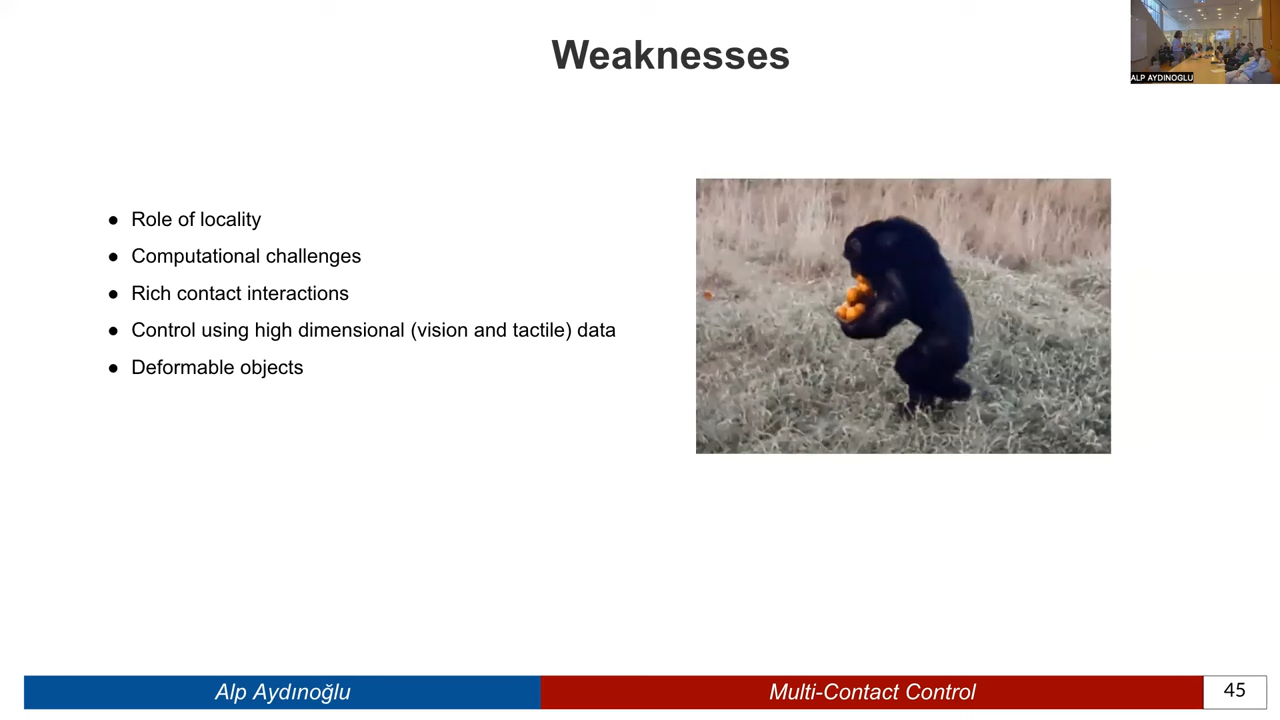 Weaknesses
ALP AYDINOGLU
● Role of locality
● Computational challenges
● Rich contact interactions
● Control using high dimensional (vision and tactile) data
● Deformable objects
Alp Aydınoğlu
Multi-Contact Control
45